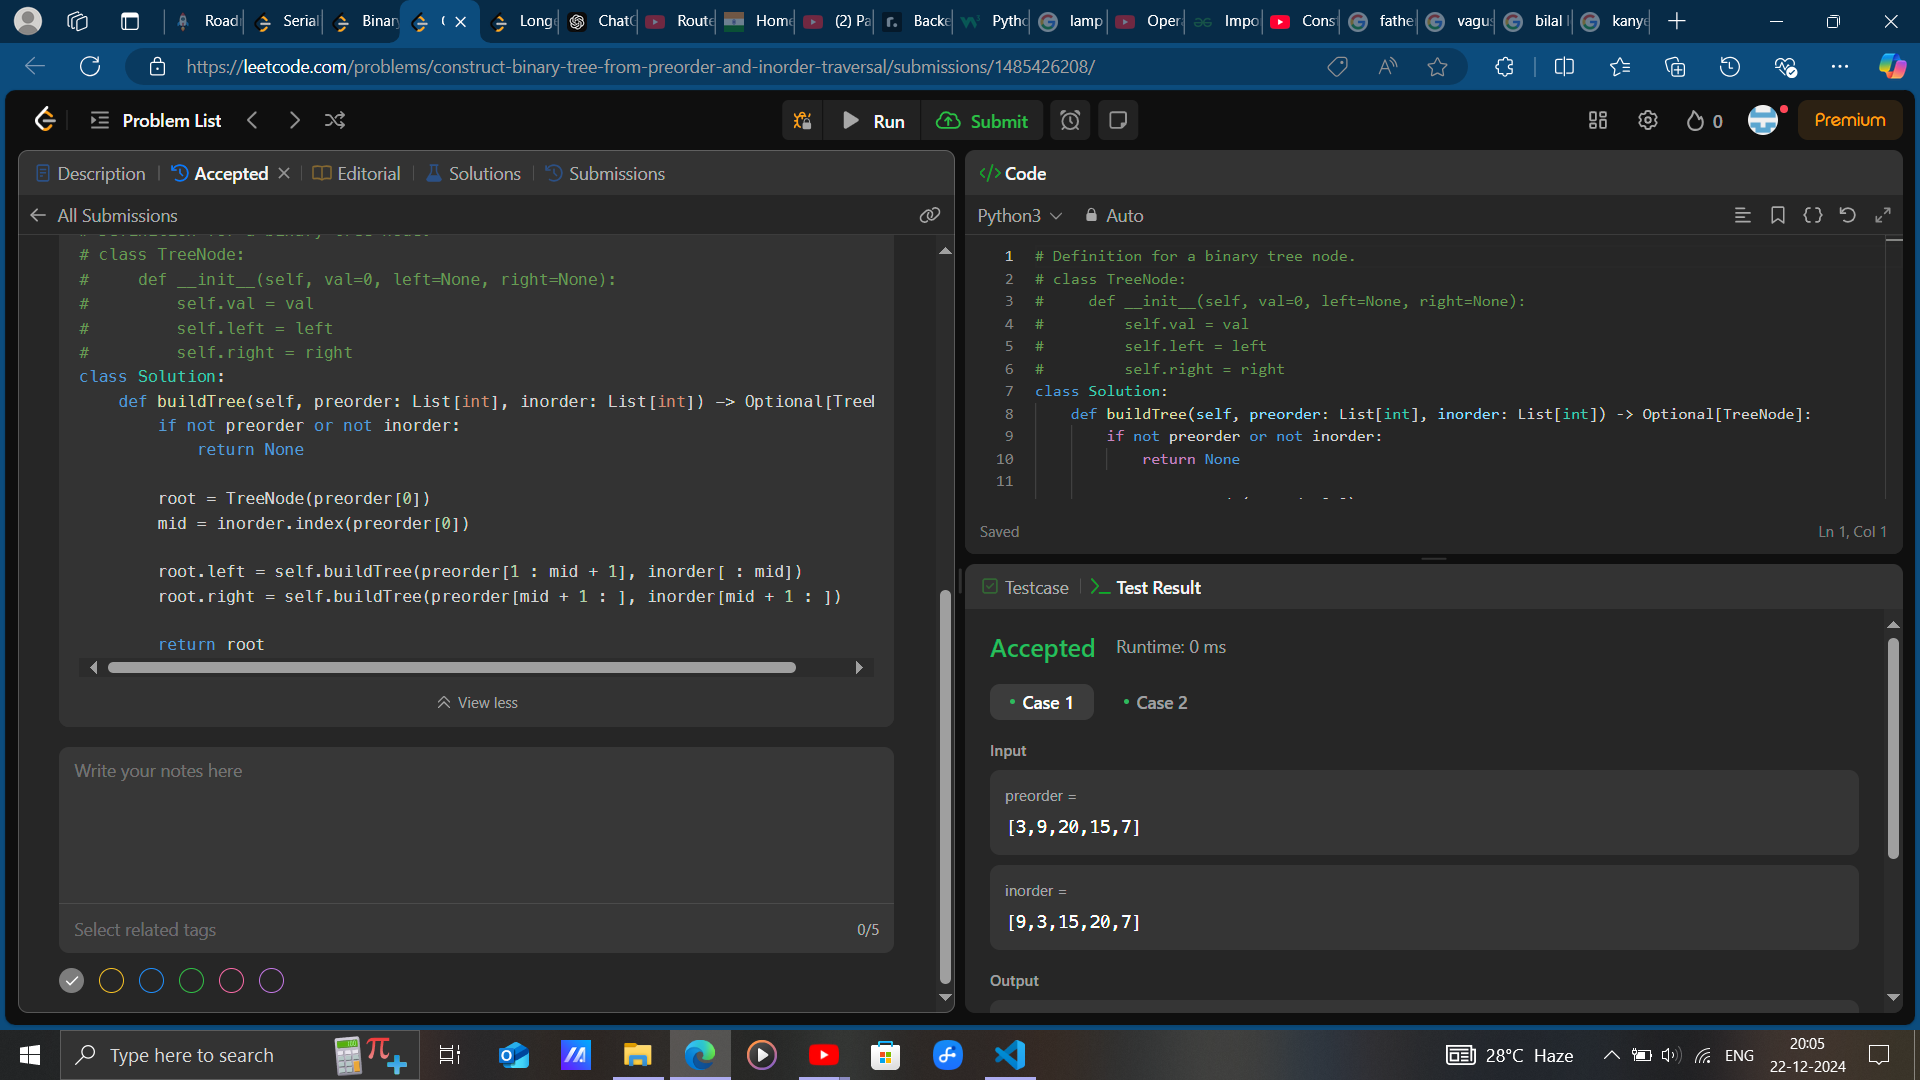 Road
Serial
Binar
Longe
ChatG
Route
Home
(2) Pa
Backe
Pytho
lamp
Opera
Impo
Const
father
vagus
bilal
kanye
https://leetcode.com/problems/construct-binary-tree-from-preorder-and-inorder-traversal/submissions/1485426208/
Problem List
Run
Submit
0
Premium
Description
Accepted
Editorial
Solutions
Submissions
All Submissions
# class TreeNode:
#     def __init__(self, val=0, left=None, right=None):
#         self.val = val
#         self.left = left
#         self.right = right
class Solution:
    def buildTree(self, preorder: List[int], inorder: List[int]) -> Optional[Tree
        if not preorder or not inorder:
            return None
        root = TreeNode(preorder[0])
        mid = inorder.index(preorder[0])
        root.left = self.buildTree(preorder[1 : mid + 1], inorder[ : mid])
        root.right = self.buildTree(preorder[mid + 1 : ], inorder[mid + 1 : ])
        return root
View less
Write your notes here
Select related tags
0/5
</> Code
Python3
Auto
1 # Definition for a binary tree node.
2 # class TreeNode:
3 #     def __init__(self, val=0, left=None, right=None):
4 #         self.val = val
5 #         self.left = left
6 #         self.right = right
7 class Solution:
8     def buildTree(self, preorder: List[int], inorder: List[int]) -> Optional[TreeNode]:
9         if not preorder or not inorder:
10             return None
11
Saved
Ln 1, Col 1
Testcase
Test Result
Accepted
Runtime: 0 ms
• Case 1
• Case 2
Input
preorder =
[3,9,20,15,7]
inorder =
[9,3,15,20,7]
Output
Type here to search
28°C Haze
ENG
20:05
22-12-2024